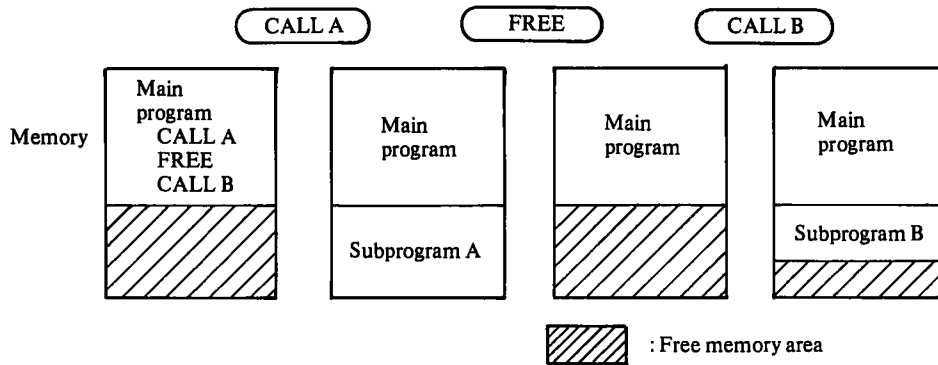 CALL A
FREE
CALL B
Memory
Main
program
CALL A
FREE
CALL B
Main
program
Subprogram A
Main
program
Main
program
Subprogram B
: Free memory area